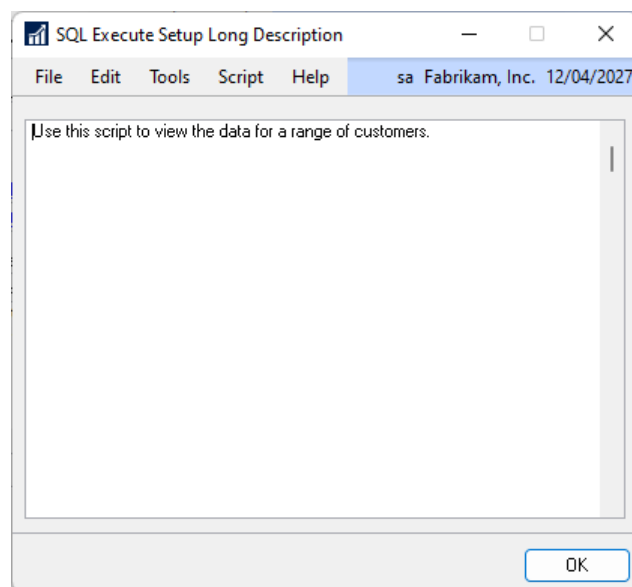 SQL Execute Setup Long Description
File Edit Tools Script Help sa Fabrikam, Inc. 12/04/2027
Use this script to view the data for a range of customers.
OK